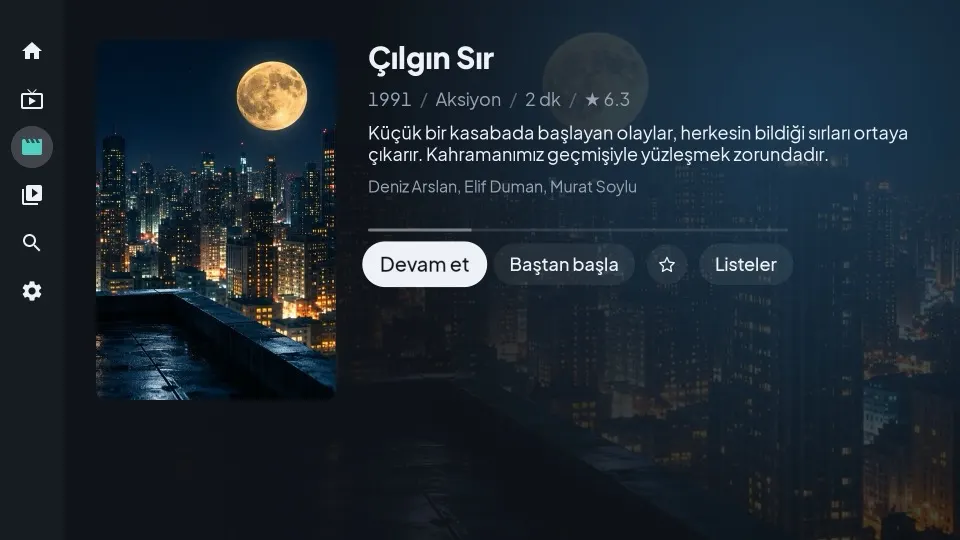 Çılgın Sır
1991 / Aksiyon / 2 dk / ★ 6.3
Küçük bir kasabada başlayan olaylar, herkesin bildiği sırları ortaya
çıkarır. Kahramanımız geçmişiyle yüzleşmek zorundadır.
Deniz Arslan, Elif Duman, Murat Soylu
Devam et
Baştan başla
Listeler